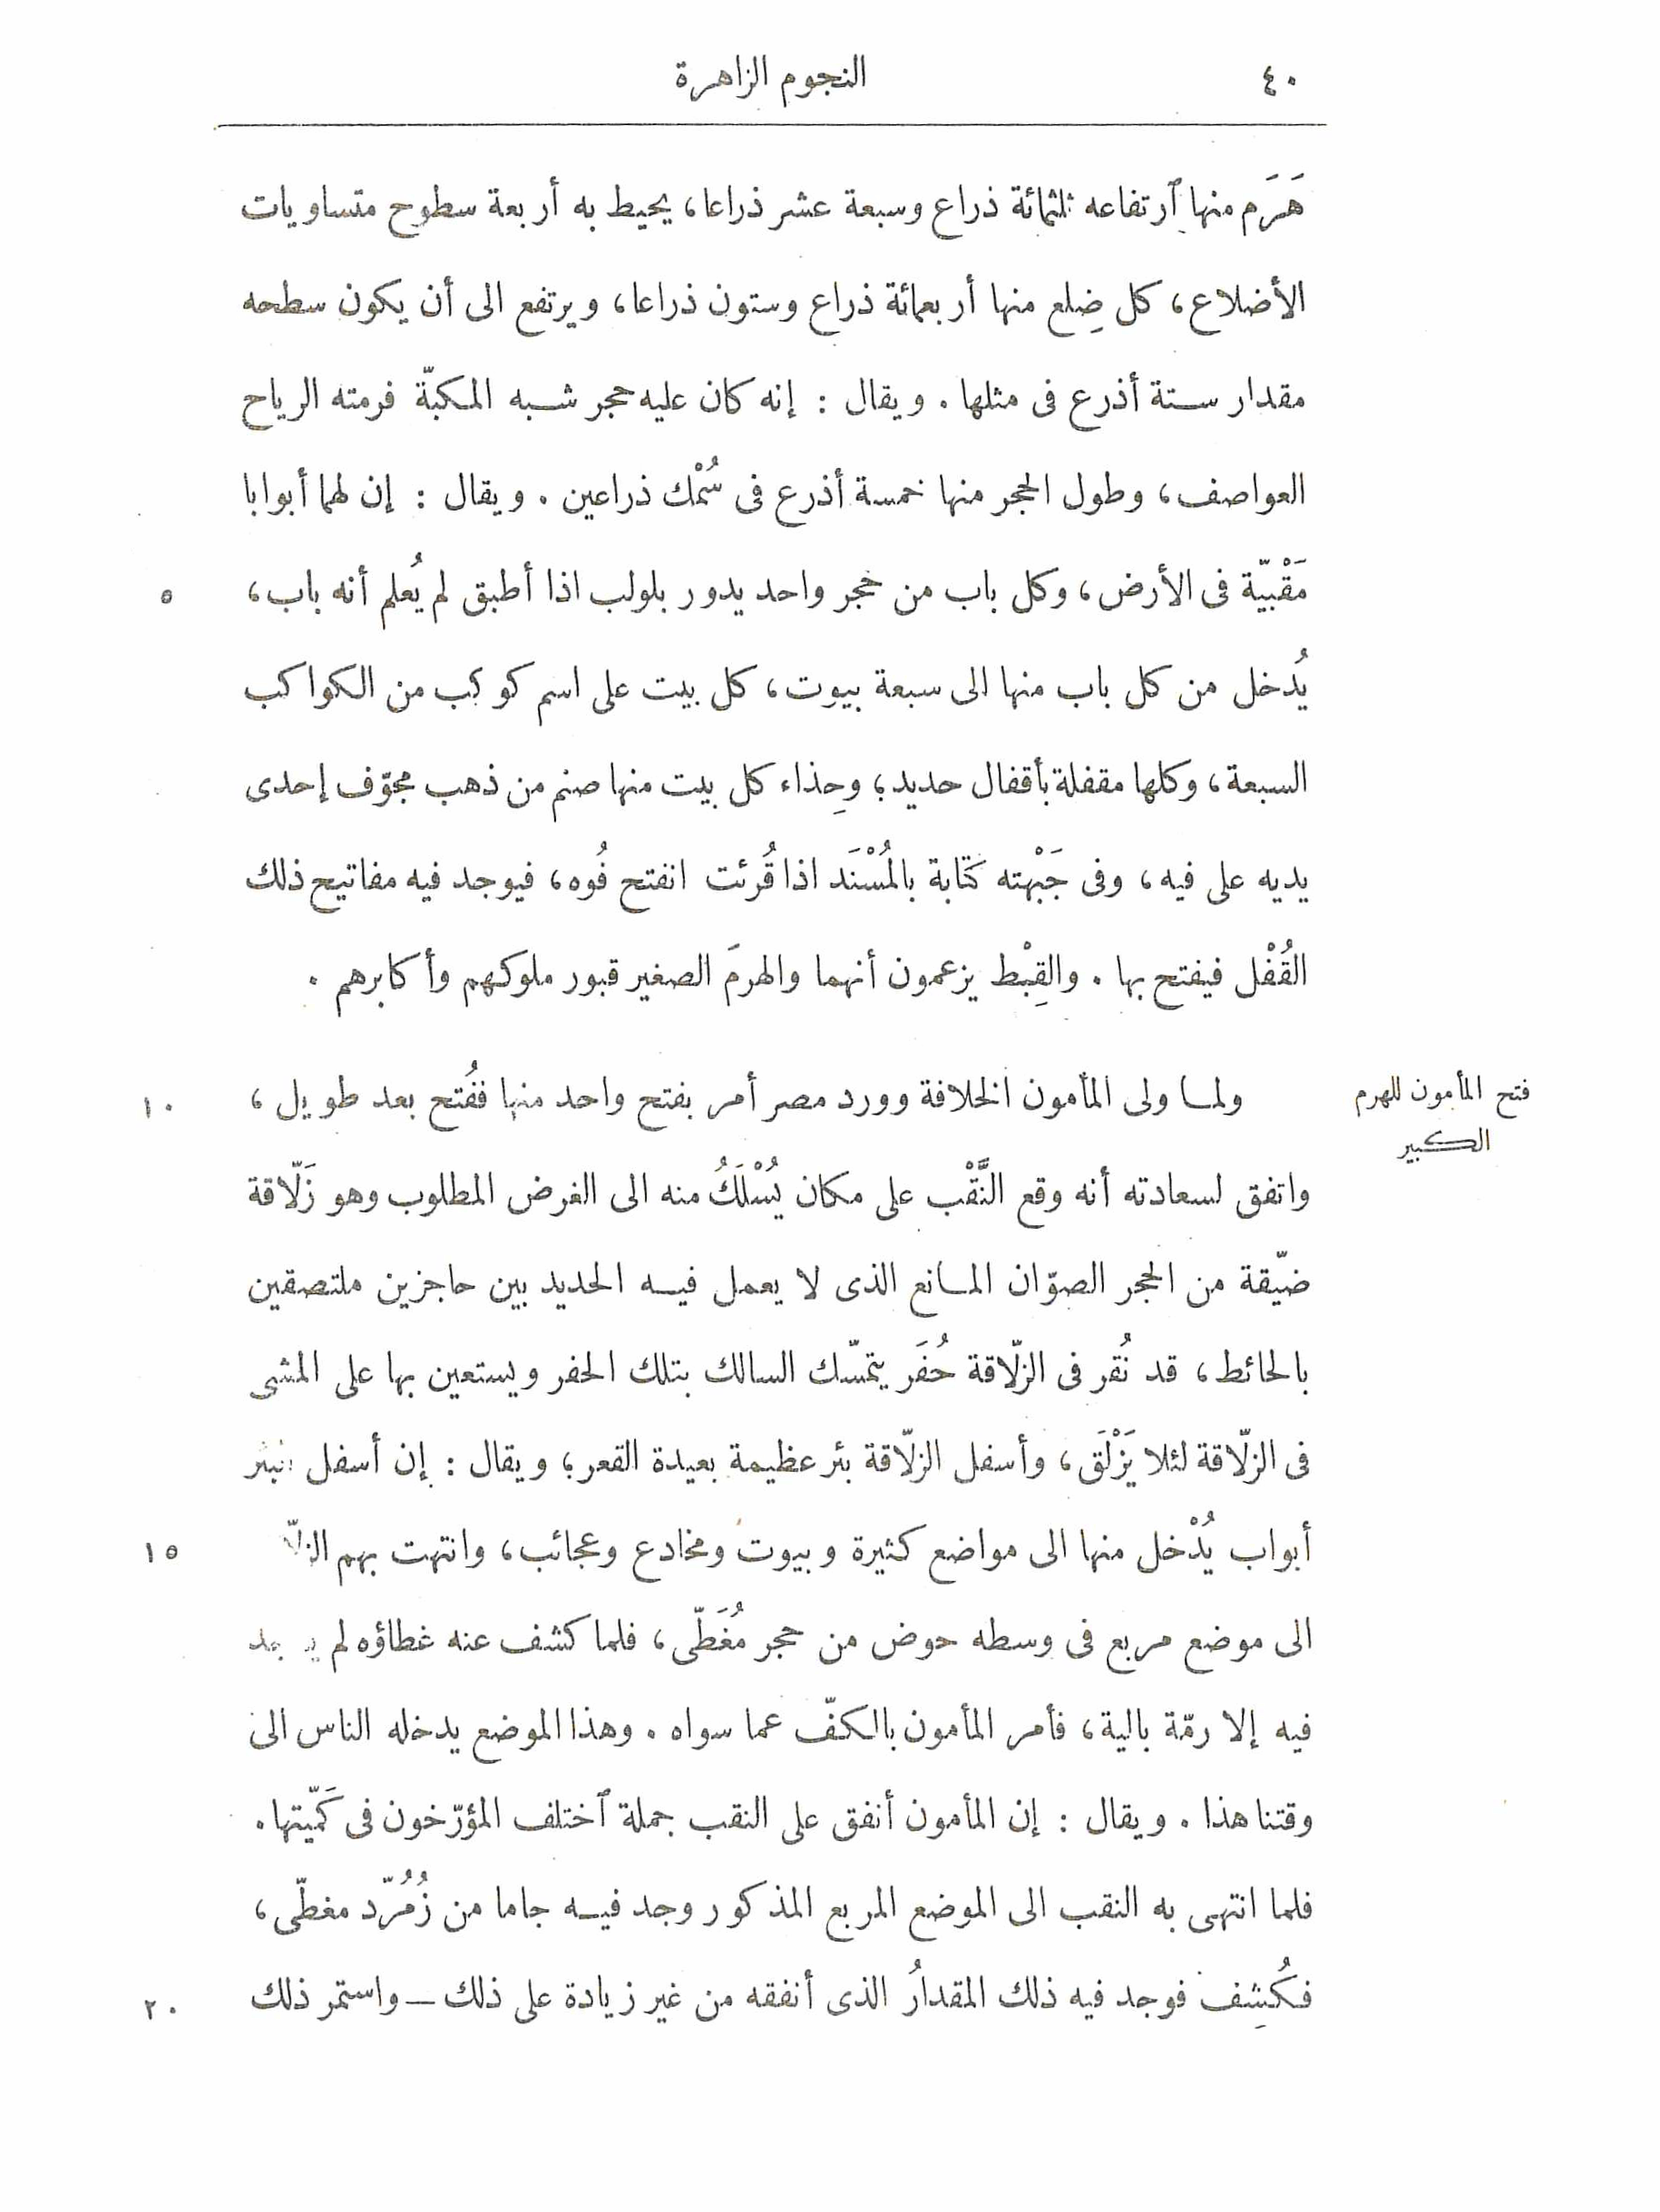 ٤٠
النجوم الزاهرة
هَرَم منها ٱرتفاعه ثلثمائة ذراع وسبعة عشر ذراعا، يحيط به أربعة سطوح متساويات
الأضلاع، كل ضِلع منها أربعمائة ذراع وستون ذراعا، ويرتفع الى أن يكون سطحه
مقدار ستة أذرع فى مثلها . ويقال : إنه كان عليه حجر شبه المكبّة فرمته الرياح
العواصف، وطول الحجر منها خمسة أذرع فى سُمْك ذراعين . ويقال : إن لهما أبوابا
مَقْبيّة فى الأرض، وكل باب من حجر واحد يدور بلولب اذا أطبق لم يُعلم أنه باب،
٥
يُدخل من كل باب منها الى سبعة بيوت، كل بيت على اسم كوكب من الكواكب
السبعة، وكلها مقفلة بأقفال حديد؛ وحِذاء كل بيت منها صنم من ذهب مجوّف إحدى
يديه على فيه، وفى جَبْهته كتابة بالمُسْنَد اذا قُرئت انفتح فُوه، فيوجد فيه مفاتيح ذلك
القُفْل فيفتح بها . والقِبْط يزعمون أنهما والهرمَ الصغير قبور ملوكهم وأكابرهم .
فتح المأمون للهرم
الكبير
ولما ولى المأمون الخلافة وورد مصر أمر بفتح واحد منها ففُتح بعد طويل،
١٠
واتفق لسعادته أنه وقع النَّقْب على مكان يُسْلَكُ منه الى الغرض المطلوب وهو زَلّاقة
ضيّقة من الحجر الصوّان المانع الذى لا يعمل فيه الحديد بين حاجزين ملتصقين
بالحائط، قد نُقر فى الزلّاقة حُفَر يتمسّك السالك بتلك الحفر ويستعين بها على المشى
فى الزلّاقة لئلا يَزْلَق، وأسفل الزلّاقة بئر عظيمة بعيدة القعر؛ ويقال : إن أسفل
أبواب يُدْخل منها الى مواضع كثيرة وبيوت ومخادع وعجائب، وانتهت بهم
١٥
الى موضع مربع فى وسطه حوض من حجر مُغَطّى، فلما كشف عنه غطاؤه لم
فيه إلا رمّة بالية، فأمر المأمون بالكفّ عما سواه . وهذا الموضع يدخله الناس الى
وقتنا هذا . ويقال : إن المأمون أنفق على النقب جملة ٱختلف المؤرّخون فى كَمّيّتها .
فلما انتهى به النقب الى الموضع المربع المذكور وجد فيه جاما من زُمُرّد مغطّى،
فكُشِف فوجد فيه ذلك المقدارُ الذى أنفقه من غير زيادة على ذلك — واستمر ذلك
٢٠